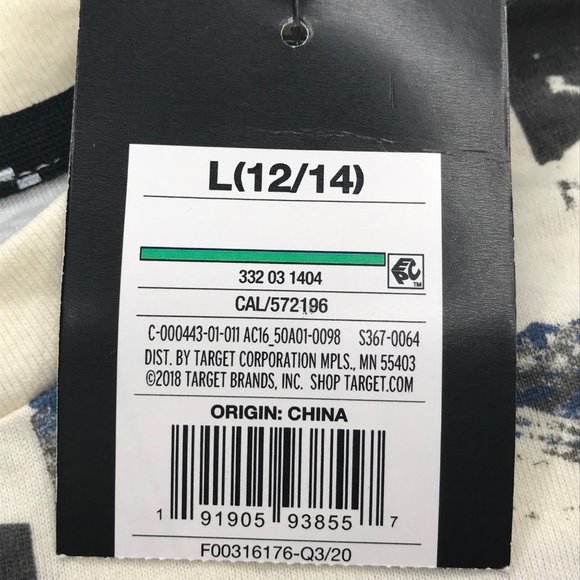 L(12/14)
332 03 1404
EPC™
CAL/572196
C-000443-01-011 AC16_50A01-0098 S367-0064
DIST. BY TARGET CORPORATION MPLS., MN 55403
©2018 TARGET BRANDS, INC. SHOP TARGET.COM
ORIGIN: CHINA
1 91905 93855 7
F00316176-Q3/20